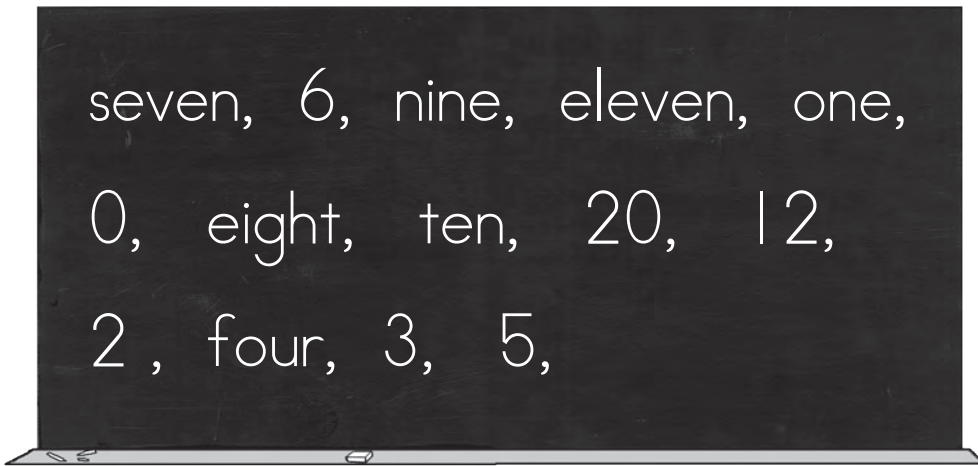 seven, 6, nine, eleven, one,
0, eight, ten, 20, 12,
2 , four, 3, 5,